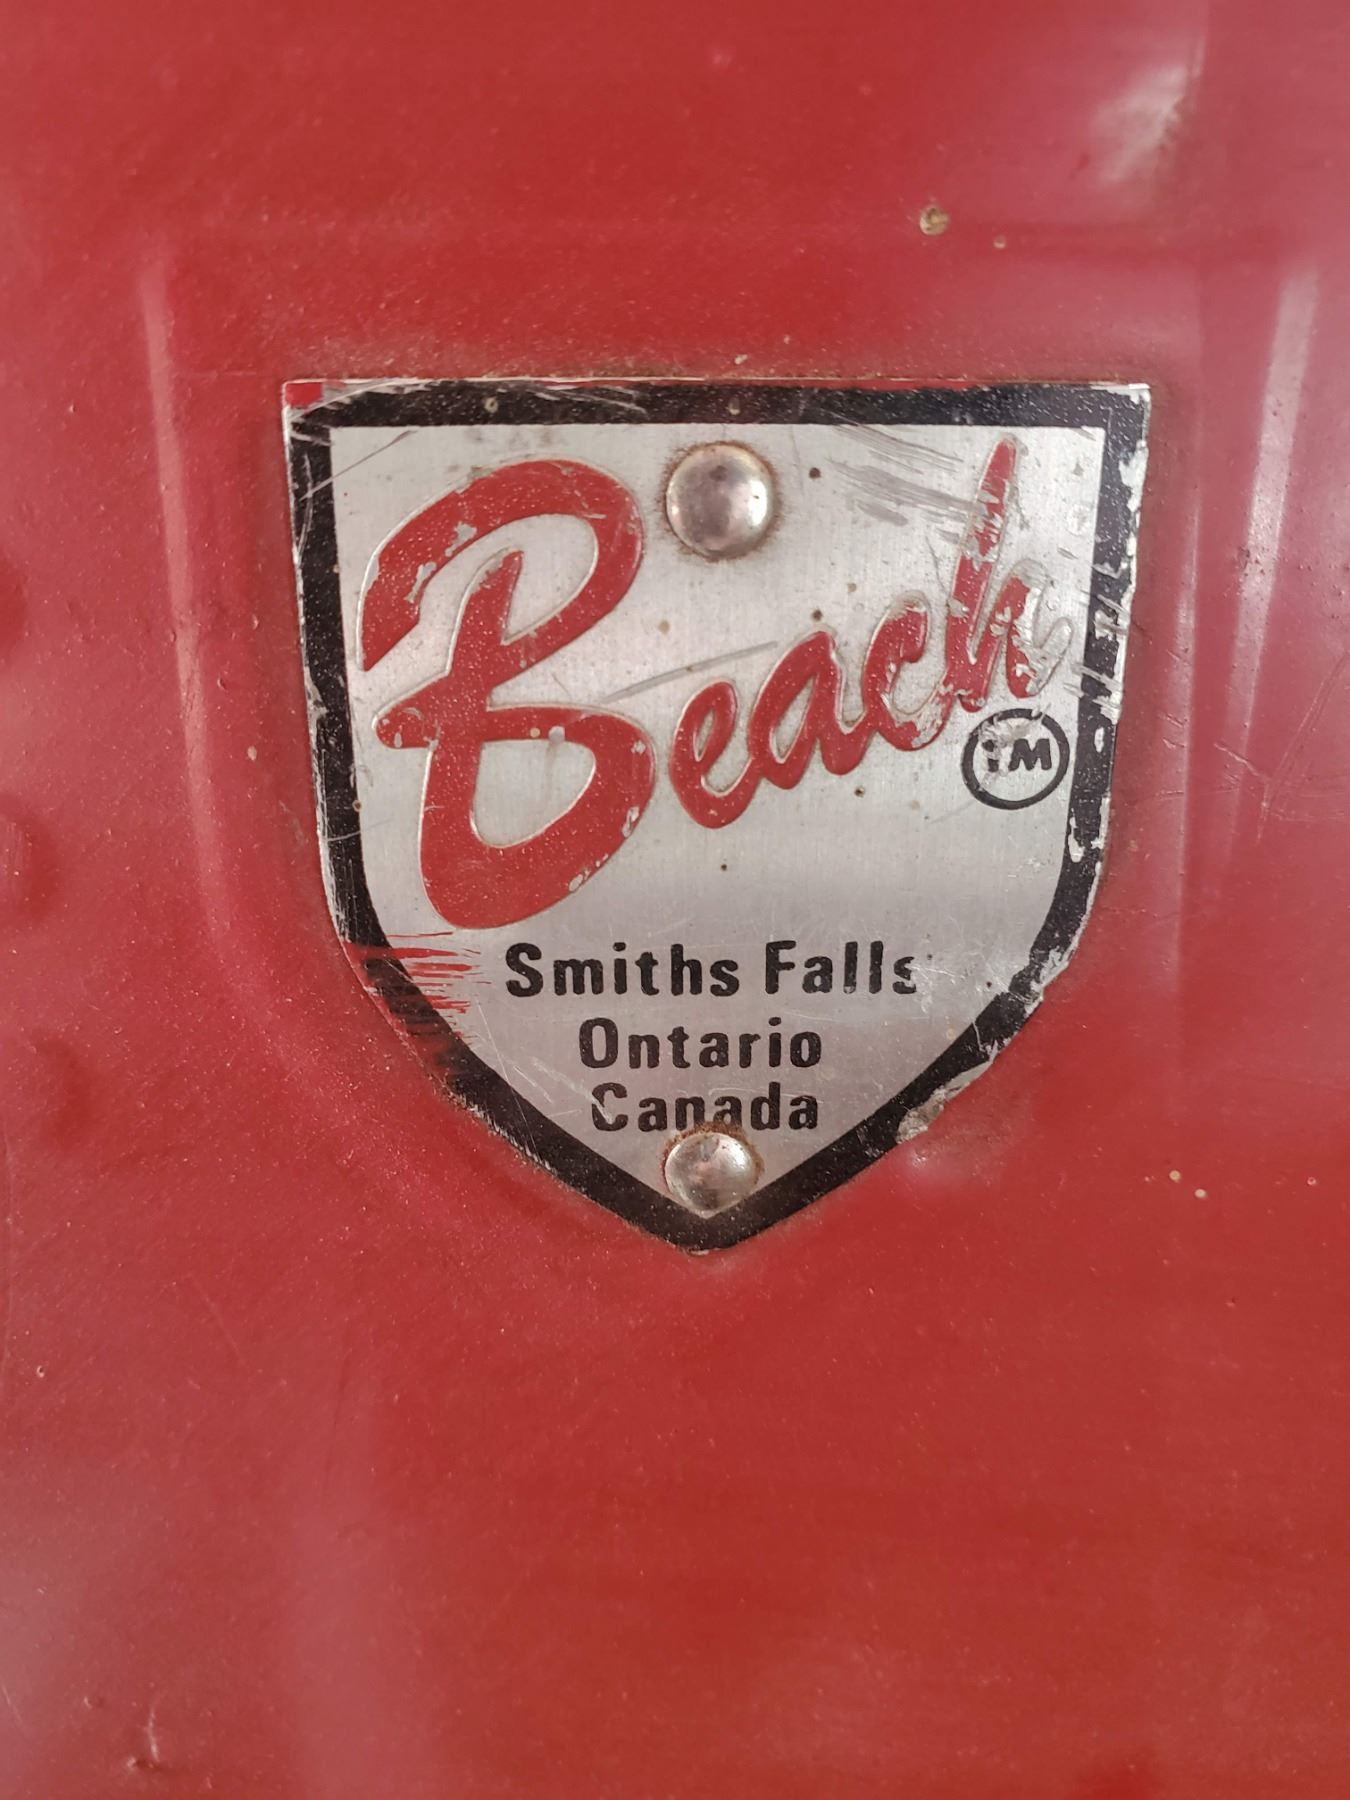 Beach
TM
Smiths Falls
Ontario
Canada